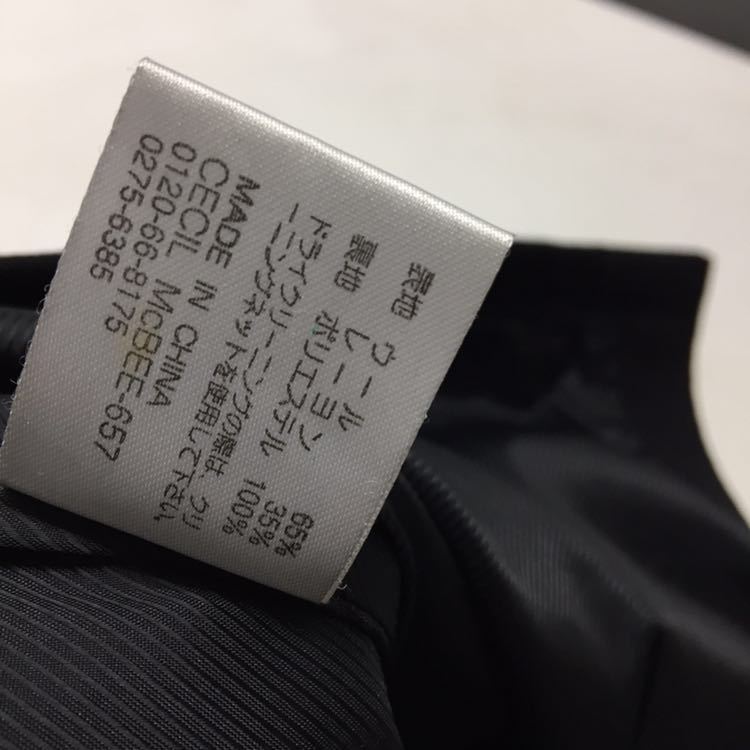 表地 ウール 65%
レーヨン 35%
裏地 ポリエステル 100%
ドライクリーニングの際は、クリ
ーニングネットを使用して下さい。
MADE IN CHINA
CECIL McBEE-657
0120-66-8175
0275-6385